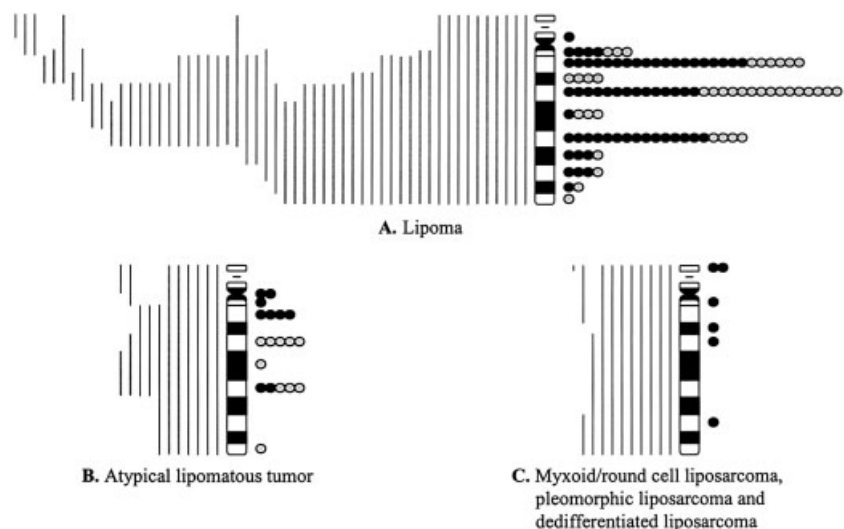 A. Lipoma
B. Atypical lipomatous tumor
C. Myxoid/round cell liposarcoma,
pleomorphic liposarcoma and
dedifferentiated liposarcoma